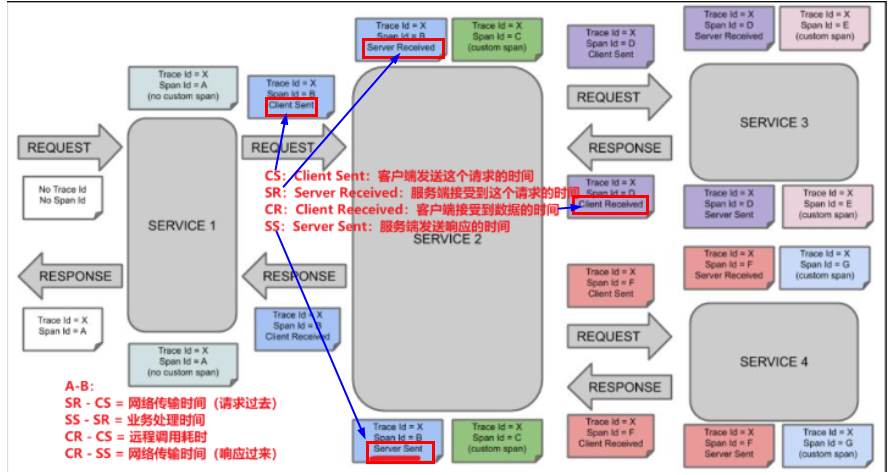 Trace Id = X
Span Id = A
(no custom span)
Trace Id = X
Span Id = B
Client Sent
Trace Id = X
Span Id = B
Server Received
Trace Id = X
Span Id = C
(custom span)
Trace Id = X
Span Id = D
Client Sent
Trace Id = X
Span Id = D
Server Received
Trace Id = X
Span Id = E
(custom span)
REQUEST
REQUEST
REQUEST
No Trace Id
No Span Id
SERVICE 1
CS：Client Sent：客户端发送这个请求的时间
SR：Server Received：服务端接受到这个请求的时间
CR：Client Reeceived：客户端接受到数据的时间
SS：Server Sent：服务端发送响应的时间
SERVICE 2
RESPONSE
SERVICE 3
Trace Id = X
Span Id = D
Client Received
Trace Id = X
Span Id = D
Server Sent
Trace Id = X
Span Id = E
(custom span)
RESPONSE
RESPONSE
Trace Id = X
Span Id = A
Trace Id = X
Span Id = A
(no custom span)
Trace Id = X
Span Id = B
Client Received
Trace Id = X
Span Id = F
Client Sent
Trace Id = X
Span Id = F
Server Received
Trace Id = X
Span Id = G
(custom span)
REQUEST
SERVICE 4
RESPONSE
A-B：
SR - CS = 网络传输时间（请求过去）
SS - SR = 业务处理时间
CR - CS = 远程调用耗时
CR - SS = 网络传输时间（响应过来）
Trace Id = X
Span Id = B
Server Sent
Trace Id = X
Span Id = C
(custom span)
Trace Id = X
Span Id = F
Client Received
Trace Id = X
Span Id = F
Server Sent
Trace Id = X
Span Id = G
(custom span)